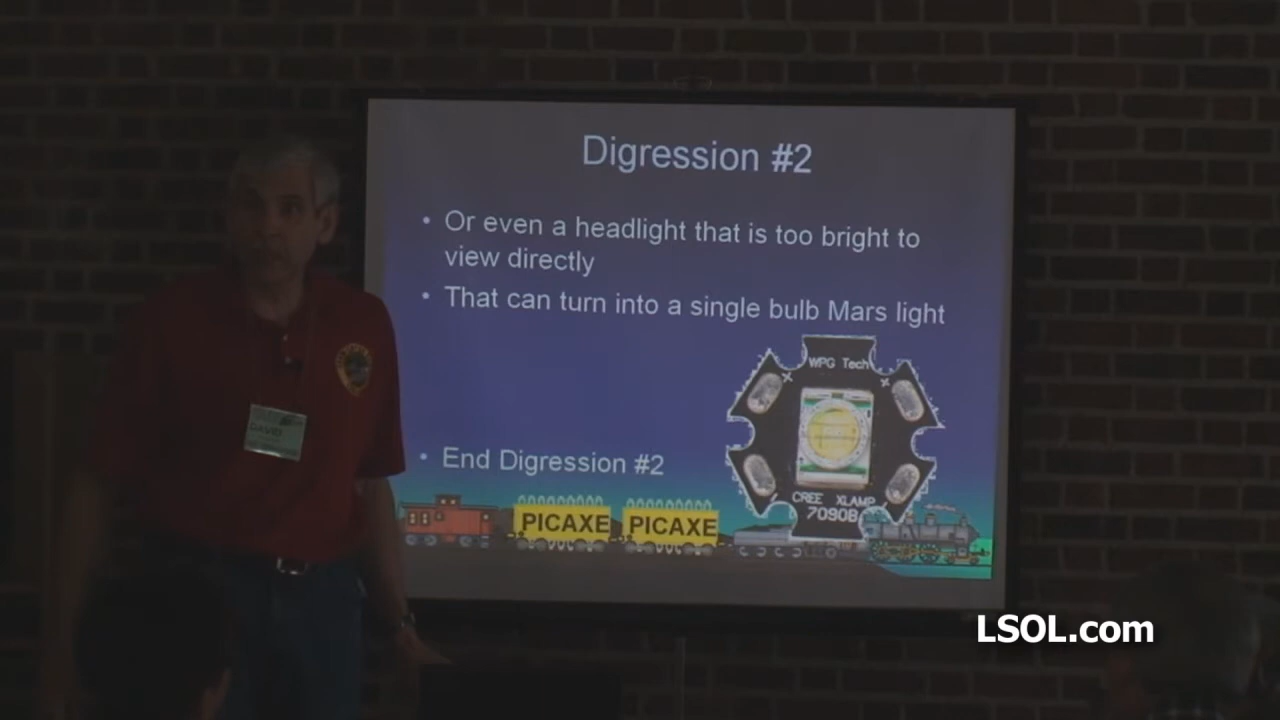 Digression #2
• Or even a headlight that is too bright to
view directly
• That can turn into a single bulb Mars light
WPG Tech
CREE XLAMP
7090B
• End Digression #2
PICAXE PICAXE
DAVID
LSOL.com